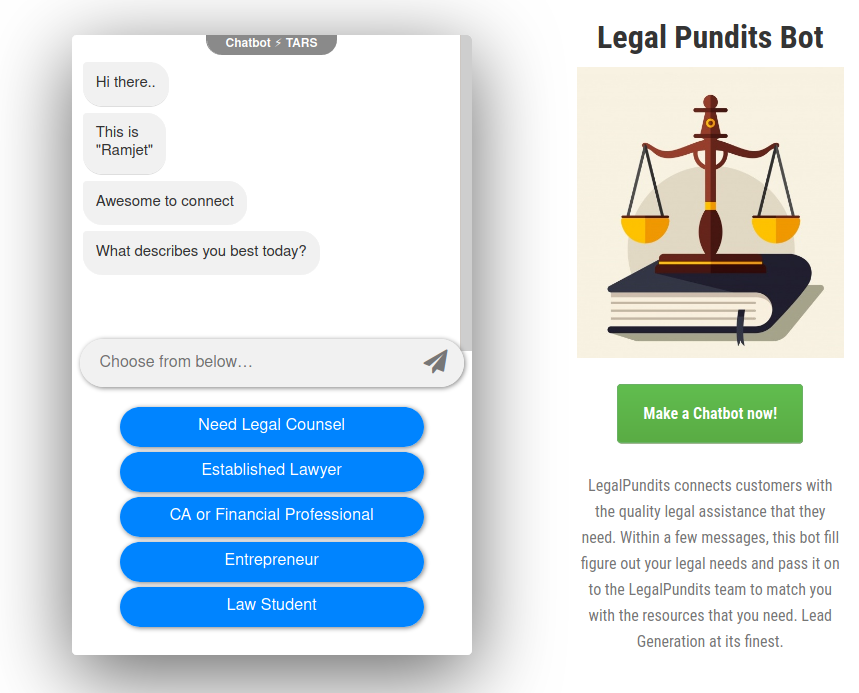 Chatbot ⚡ TARS
Hi there..
This is
"Ramjet"
Awesome to connect
What describes you best today?
Choose from below...
Need Legal Counsel
Established Lawyer
CA or Financial Professional
Entrepreneur
Law Student
Legal Pundits Bot
Make a Chatbot now!
LegalPundits connects customers with
the quality legal assistance that they
need. Within a few messages, this bot fill
figure out your legal needs and pass it on
to the LegalPundits team to match you
with the resources that you need. Lead
Generation at its finest.